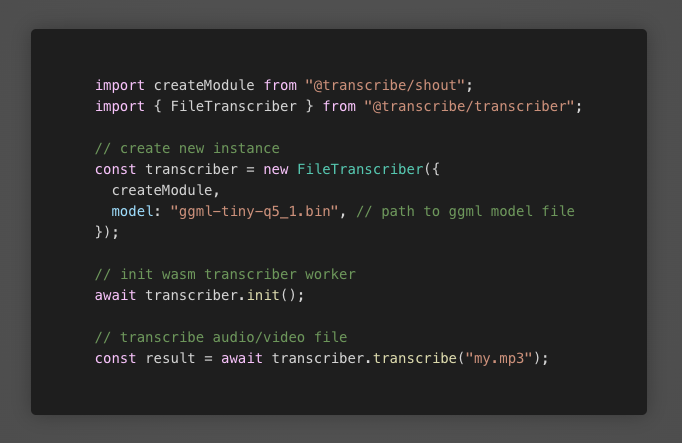 import createModule from "@transcribe/shout";
import { FileTranscriber } from "@transcribe/transcriber";

// create new instance
const transcriber = new FileTranscriber({
  createModule,
  model: "ggml-tiny-q5_1.bin", // path to ggml model file
});

// init wasm transcriber worker
await transcriber.init();

// transcribe audio/video file
const result = await transcriber.transcribe("my.mp3");